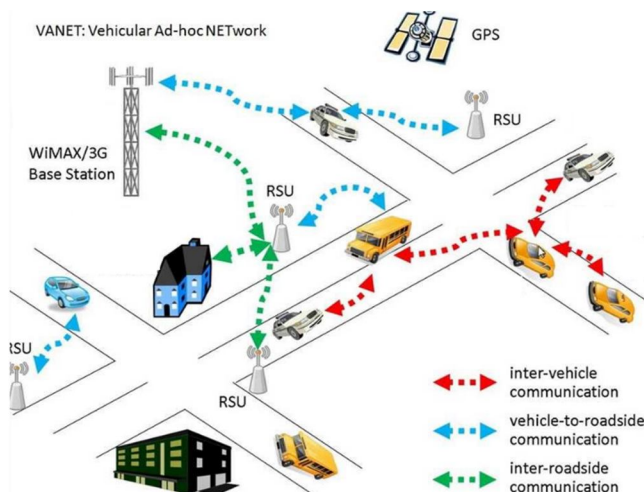 VANET: Vehicular Ad-hoc NETwork
GPS
RSU
WiMAX/3G
Base Station
RSU
RSU
RSU
inter-vehicle
communication
vehicle-to-roadside
communication
inter-roadside
communication